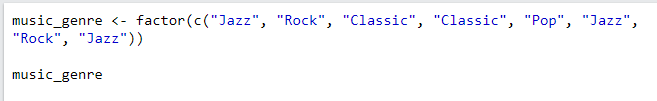 music_genre <- factor(c("Jazz", "Rock", "Classic", "Classic", "Pop", "Jazz",
"Rock", "Jazz"))
music_genre